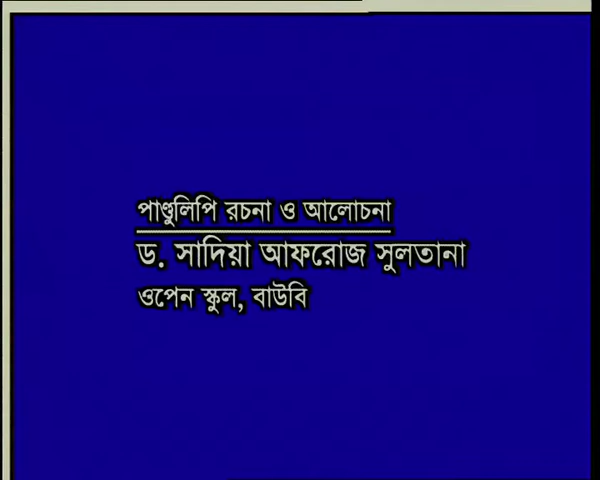 পাণ্ডুলিপি রচনা ও আলোচনা
ড. সাদিয়া আফরোজ সুলতানা
ওপেন স্কুল, বাউবি